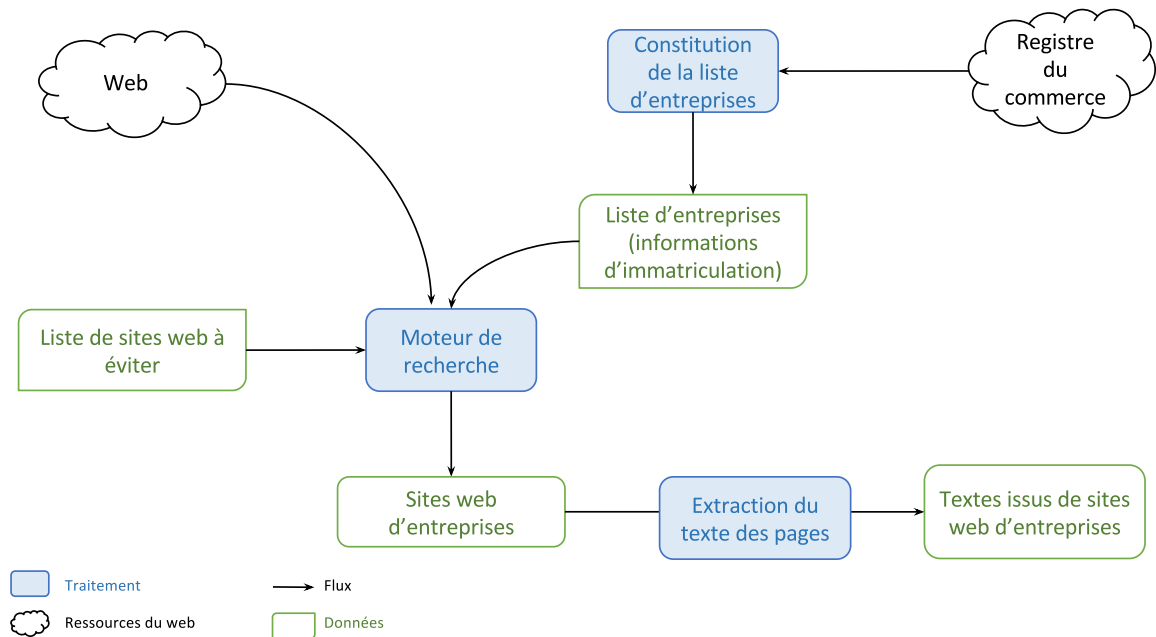 Web
Constitution
de la liste
d’entreprises
Registre
du
commerce
Liste d’entreprises
(informations
d’immatriculation)
Liste de sites web à
éviter
Moteur de
recherche
Sites web
d’entreprises
Extraction du
texte des pages
Textes issus de sites
web d’entreprises
Traitement
Flux
Ressources du web
Données